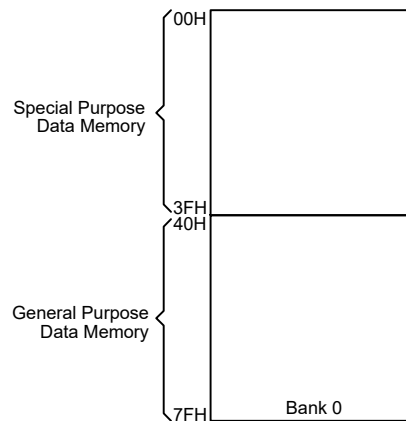 00H
Special Purpose
Data Memory
3FH
40H
General Purpose
Data Memory
7FH
Bank 0